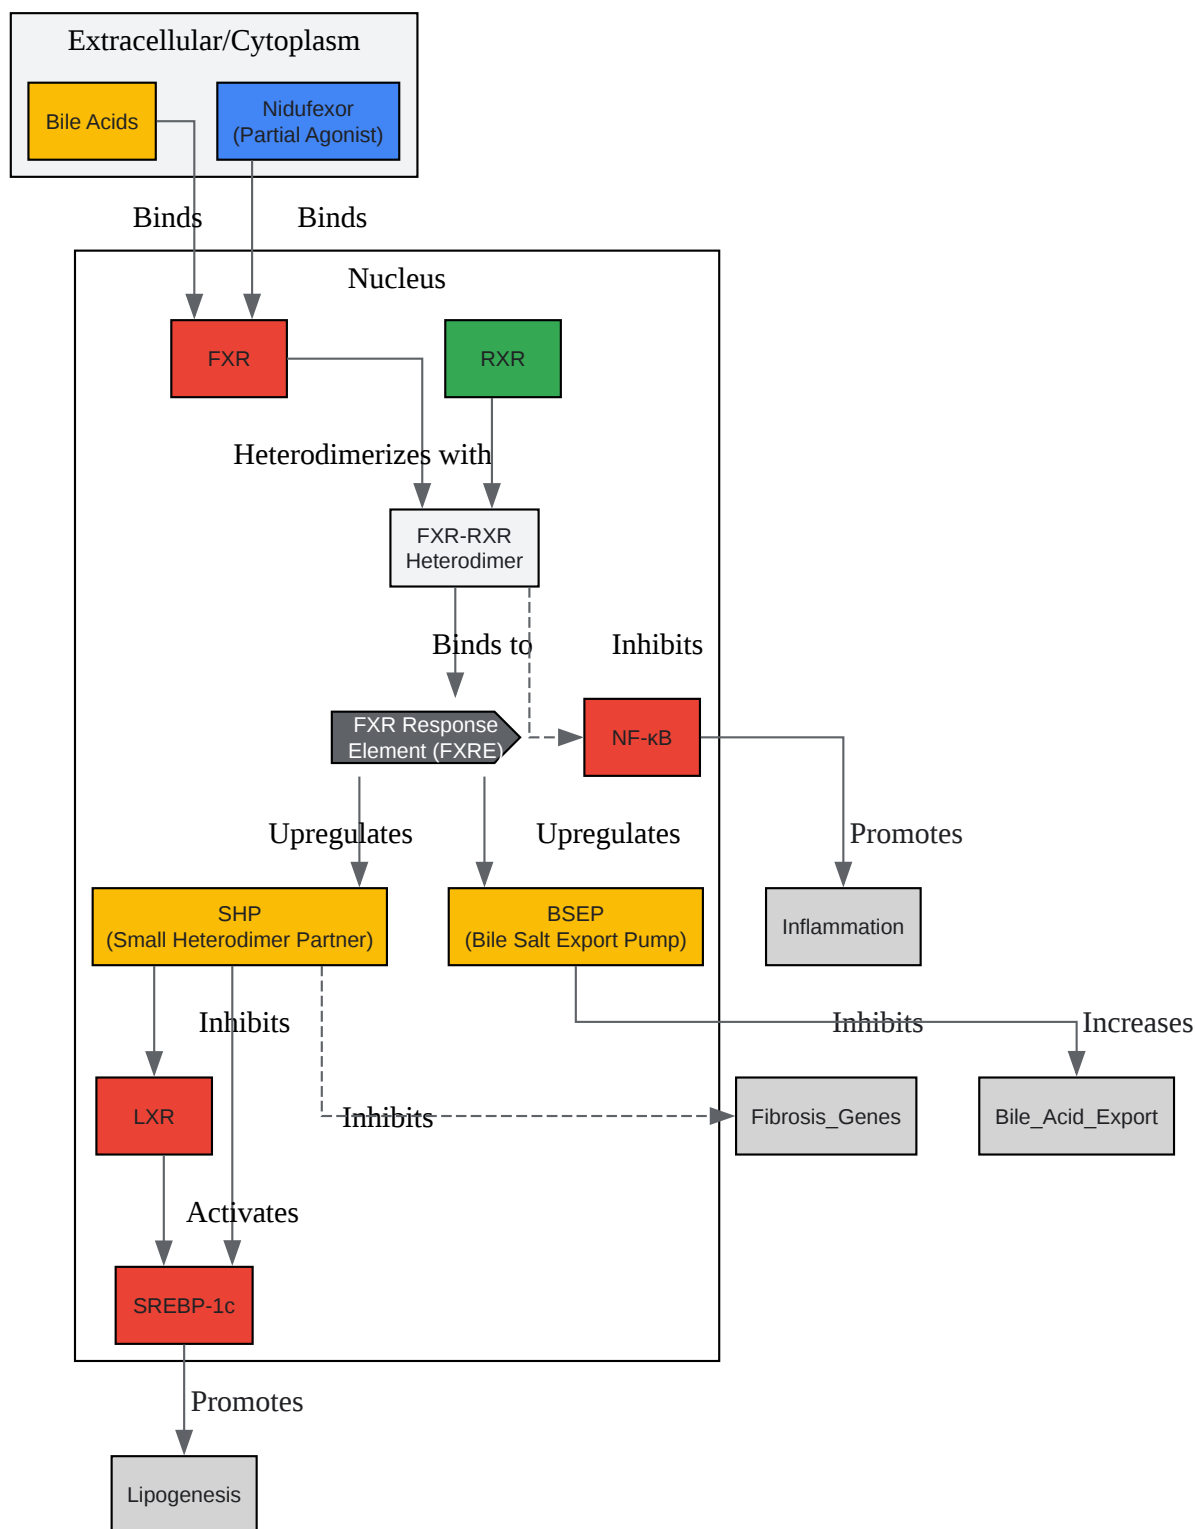 Extracellular/Cytoplasm
Bile Acids
Nidufexor
(Partial Agonist)
Binds
Binds
Nucleus
FXR
RXR
Heterodimerizes with
FXR-RXR
Heterodimer
Binds to
Inhibits
FXR Response
Element (FXRE)
NF-κB
Upregulates
Upregulates
Promotes
SHP
(Small Heterodimer Partner)
BSEP
(Bile Salt Export Pump)
Inflammation
Inhibits
Inhibits
Increases
LXR
Inhibits
Fibrosis_Genes
Bile_Acid_Export
Activates
SREBP-1c
Promotes
Lipogenesis